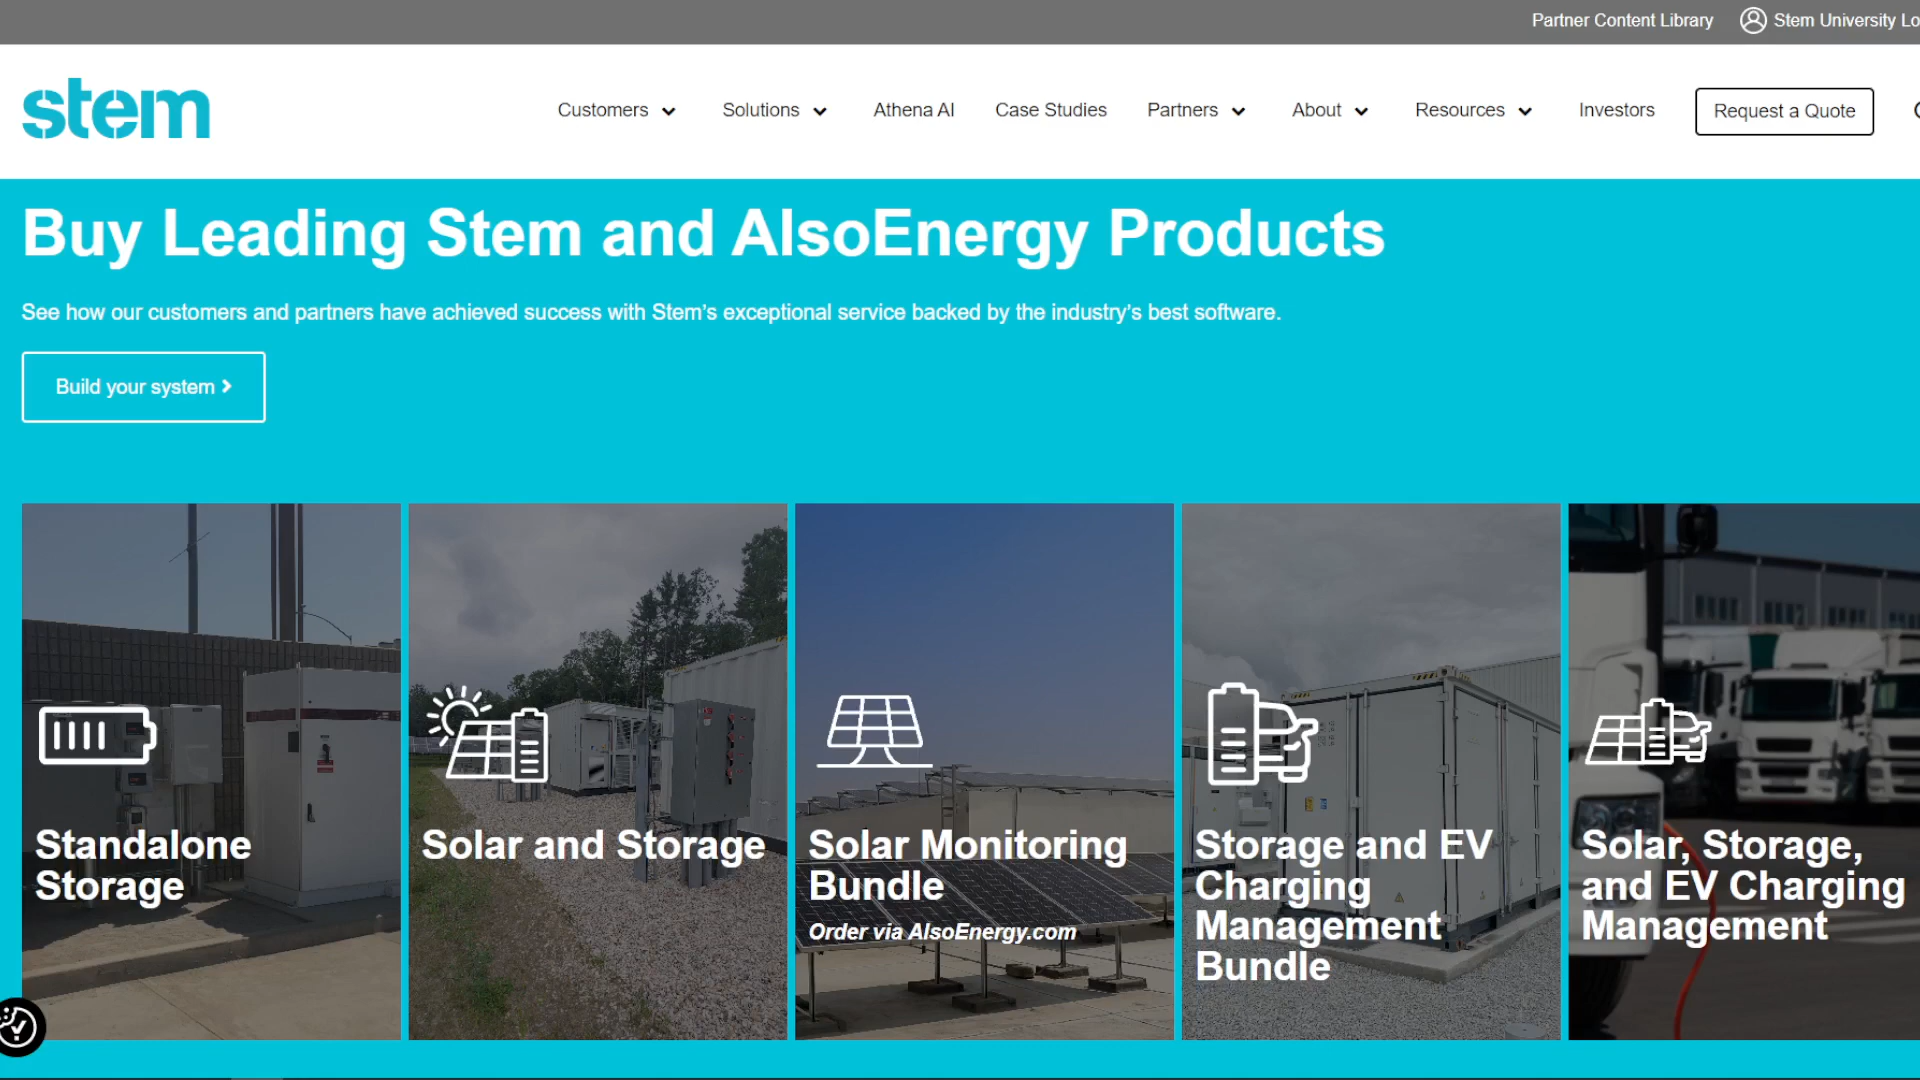 Partner Content Library
Stem University Lo
stem
Customers
Solutions
Athena AI
Case Studies
Partners
About
Resources
Investors
Request a Quote
Buy Leading Stem and AlsoEnergy Products
See how our customers and partners have achieved success with Stem’s exceptional service backed by the industry’s best software.
Build your system
Standalone
Storage
Solar and Storage
Solar Monitoring
Bundle
Order via AlsoEnergy.com
Storage and EV
Charging
Management
Bundle
Solar, Storage,
and EV Charging
Management